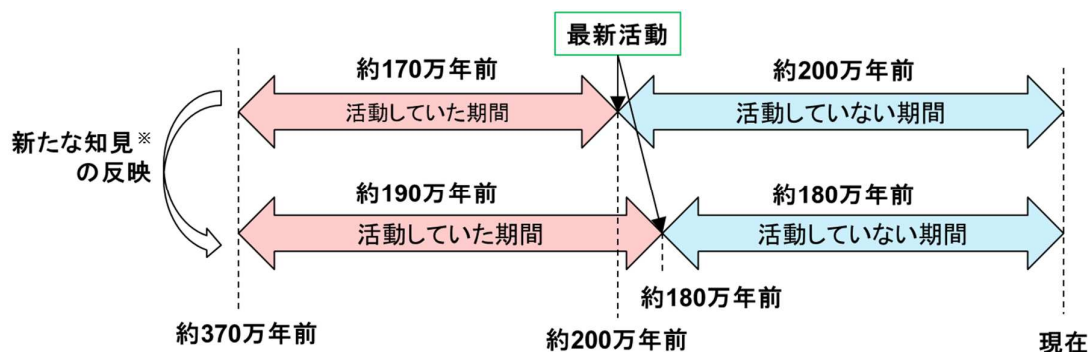 最新活動
約170万年前
約200万年前
活動していた期間
活動していない期間
新たな知見※
の反映
約190万年前
約180万年前
活動していた期間
活動していない期間
約180万年前
約370万年前
約200万年前
現在